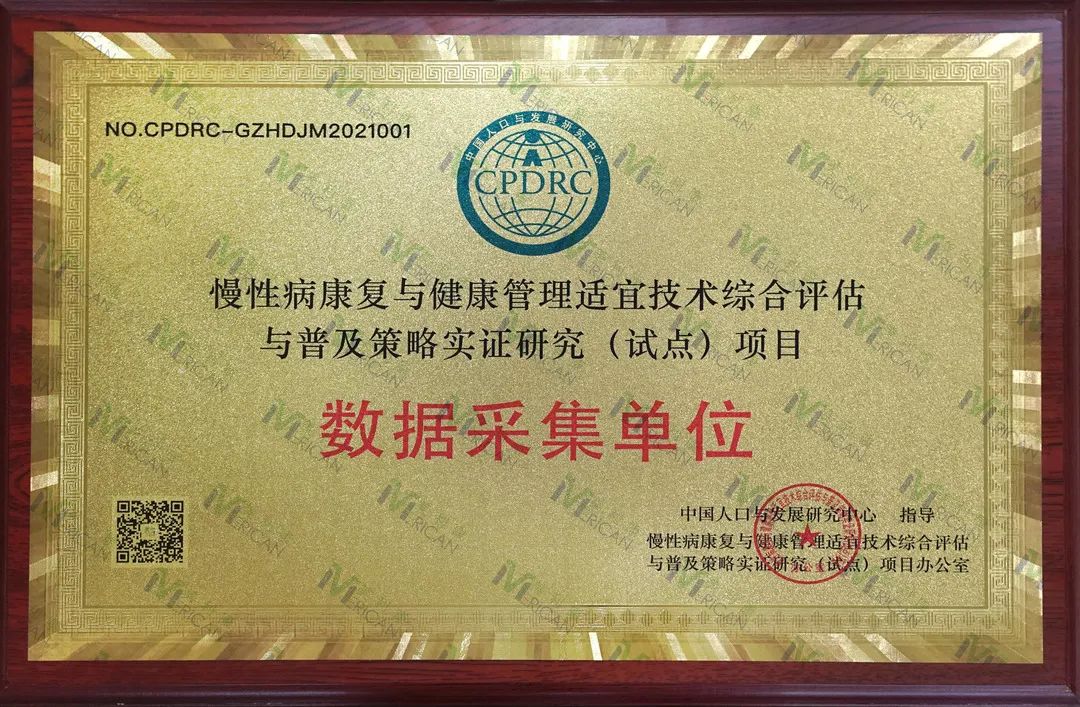 NO.CPDRC-GZHDJM2021001
中国人口与发展研究中心
CPDRC
慢性病康复与健康管理适宜技术综合评估
与普及策略实证研究（试点）项目
数据采集单位
中国人口与发展研究中心 指导
慢性病康复与健康管理适宜技术综合评估
与普及策略实证研究（试点）项目办公室
MERICAN